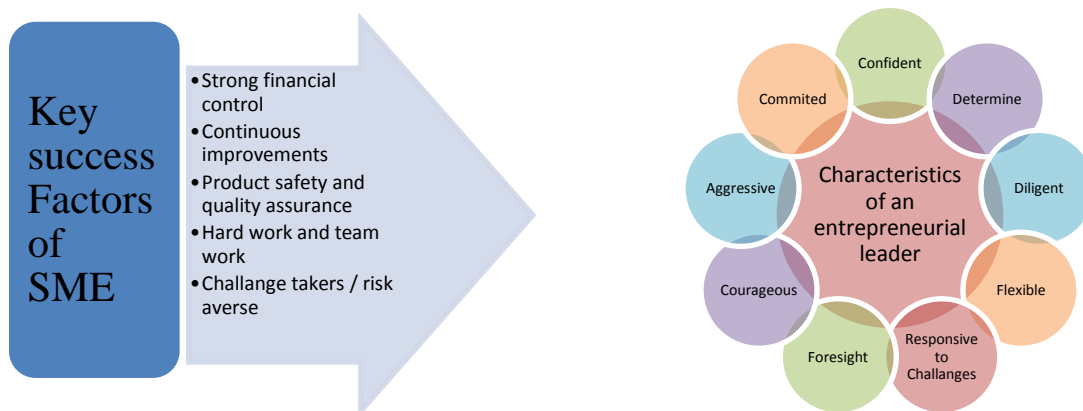 Key
success
Factors
of
SME
•Strong financial
control
•Continuous
improvements
•Product safety and
quality assurance
•Hard work and team
work
•Challange takers / risk
averse
Characteristics
of an
entrepreneurial
leader
Confident
Determine
Diligent
Flexible
Responsive
to
Challanges
Foresight
Courageous
Aggressive
Commited